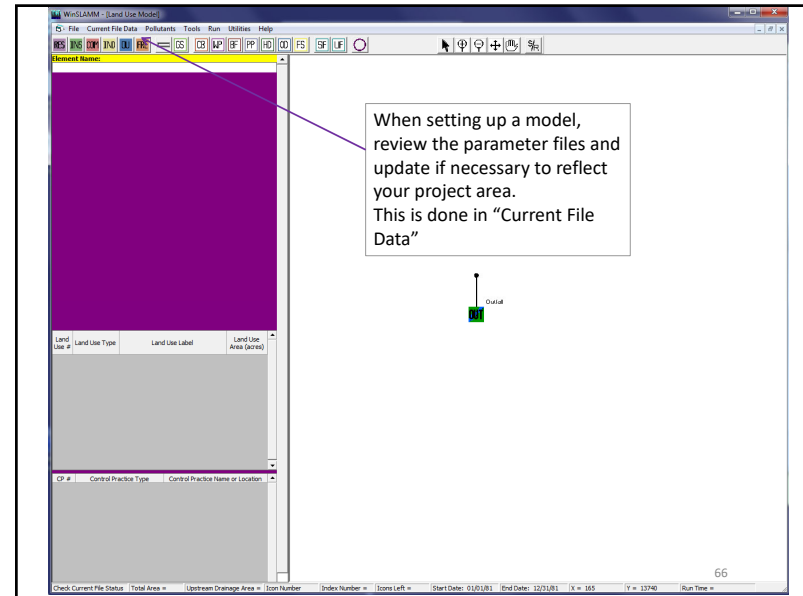 WinSLAMM - [Land Use Model]
File Current File Data Pollutants Tools Run Utilities Help
RES INS COM IND OU FRE GS CB WP BF PP HD OD FS SF UF S/R
Element Name:
When setting up a model,
review the parameter files and
update if necessary to reflect
your project area.
This is done in “Current File
Data”
Outfall
OUT
Land Use # Land Use Type Land Use Label Land Use Area (acres)
CP # Control Practice Type Control Practice Name or Location
66
Check Current File Status Total Area = Upstream Drainage Area = Icon Number Index Number = Icons Left = Start Date: 01/01/81 End Date: 12/31/81 X = 165 Y = 13740 Run Time =